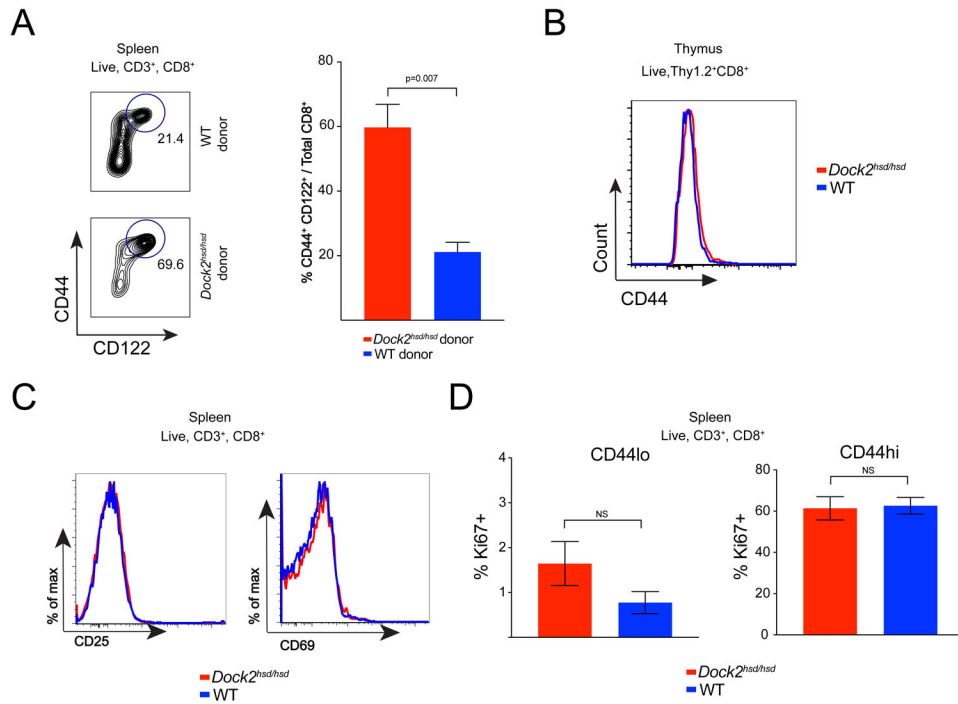 A
Spleen
Live, CD3⁺, CD8⁺
21.4
WT
donor
69.6
Dock2ʰˢᵈ/ʰˢᵈ
donor
CD44
CD122
% CD44⁺ CD122⁺ / Total CD8⁺
80
60
40
20
p=0.007
Dock2ʰˢᵈ/ʰˢᵈ donor
WT donor
B
Thymus
Live,Thy1.2⁺CD8⁺
Count
CD44
Dock2ʰˢᵈ/ʰˢᵈ
WT
C
Spleen
Live, CD3⁺, CD8⁺
% of max
CD25
% of max
CD69
Dock2ʰˢᵈ/ʰˢᵈ
WT
D
Spleen
Live, CD3⁺, CD8⁺
CD44lo
% Ki67+
4
2
1
NS
CD44hi
% Ki67+
80
60
40
20
0
NS
Dock2ʰˢᵈ/ʰˢᵈ
WT